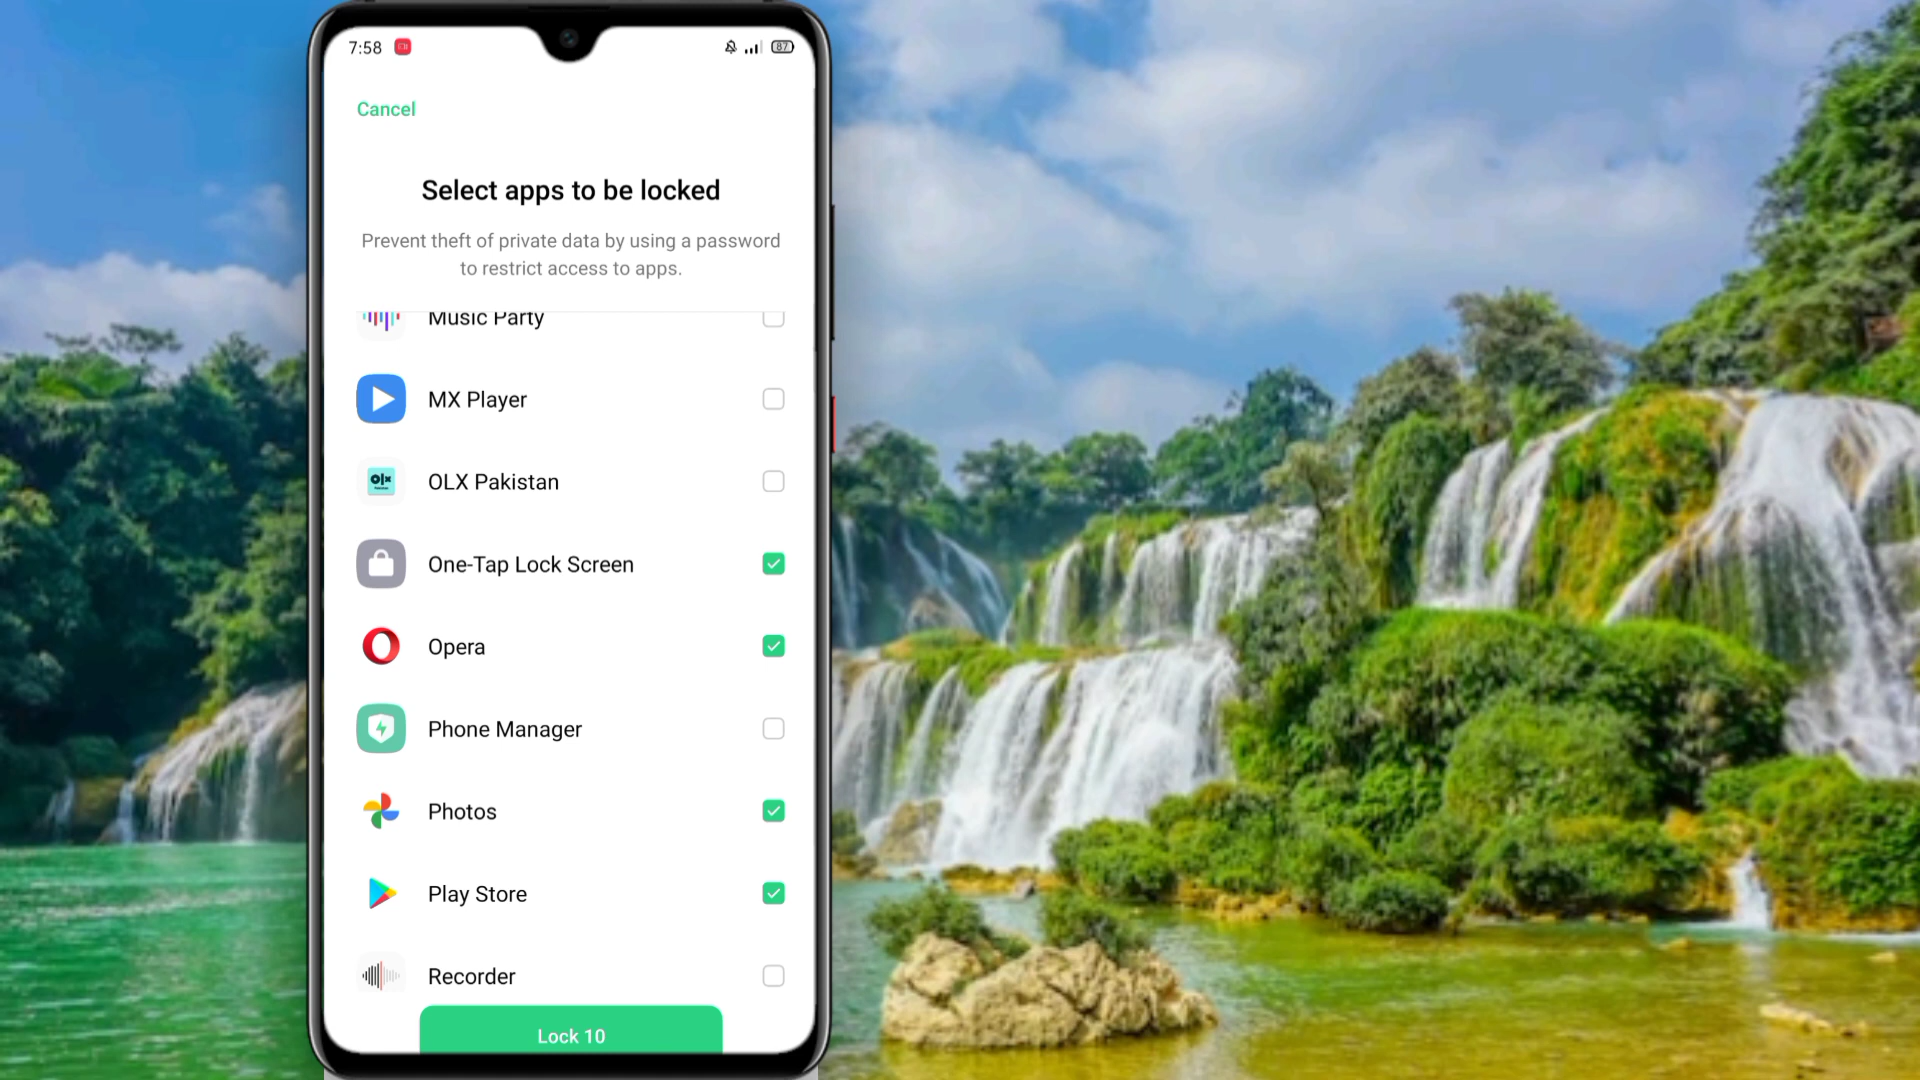 7:58
87
Cancel
Select apps to be locked
Prevent theft of private data by using a password
to restrict access to apps.
Music Party
MX Player
olx
OLX Pakistan
One-Tap Lock Screen
Opera
Phone Manager
Photos
Play Store
Recorder
Lock 10